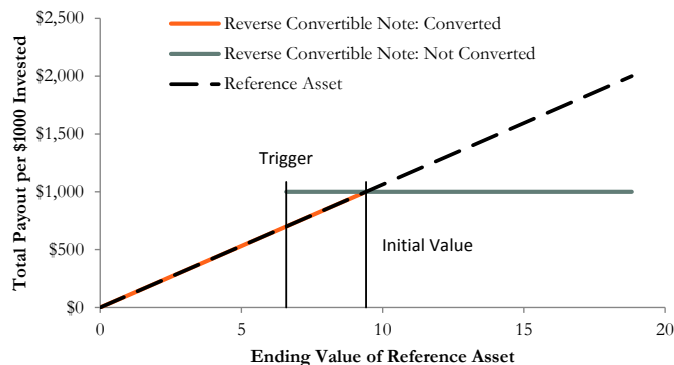 $2,500
Reverse Convertible Note: Converted
Reverse Convertible Note: Not Converted
Reference Asset
$2,000
$1,500
$1,000
$500
$0
Total Payout per $1000 Invested
Trigger
Initial Value
0 5 10 15 20
Ending Value of Reference Asset